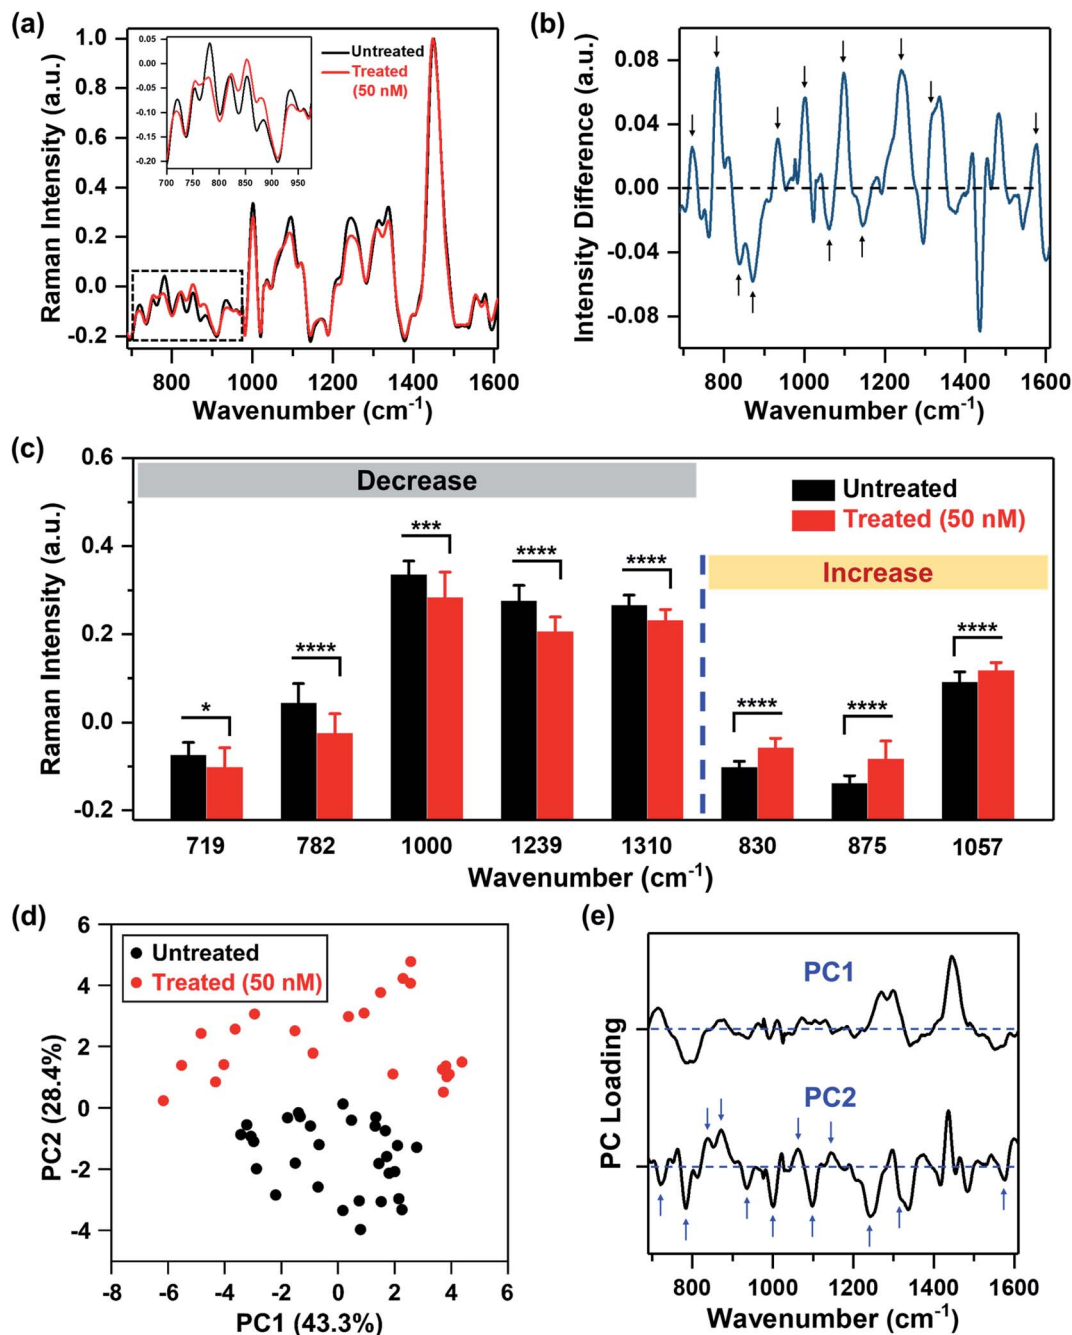 (a)
Raman Intensity (a.u.)
1.0
0.8
0.6
0.4
0.2
0.0
-0.2
0.05
0.00
-0.05
-0.10
-0.15
-0.20
700 750 800 850 900 950
Untreated
Treated
(50 nM)
800 1000 1200 1400 1600
Wavenumber (cm⁻¹)
(b)
Intensity Difference (a.u.)
0.08
0.04
0.00
-0.04
-0.08
800 1000 1200 1400 1600
Wavenumber (cm⁻¹)
(c)
Raman Intensity (a.u.)
0.6
0.4
0.2
0.0
-0.2
Decrease
Untreated
Treated (50 nM)
Increase
* **** *** **** **** **** **** ****
719 782 1000 1239 1310 830 875 1057
Wavenumber (cm⁻¹)
(d)
PC2 (28.4%)
6
4
2
0
-2
-4
Untreated
Treated (50 nM)
-8 -6 -4 -2 0 2 4 6
PC1 (43.3%)
(e)
PC Loading
PC1
PC2
800 1000 1200 1400 1600
Wavenumber (cm⁻¹)